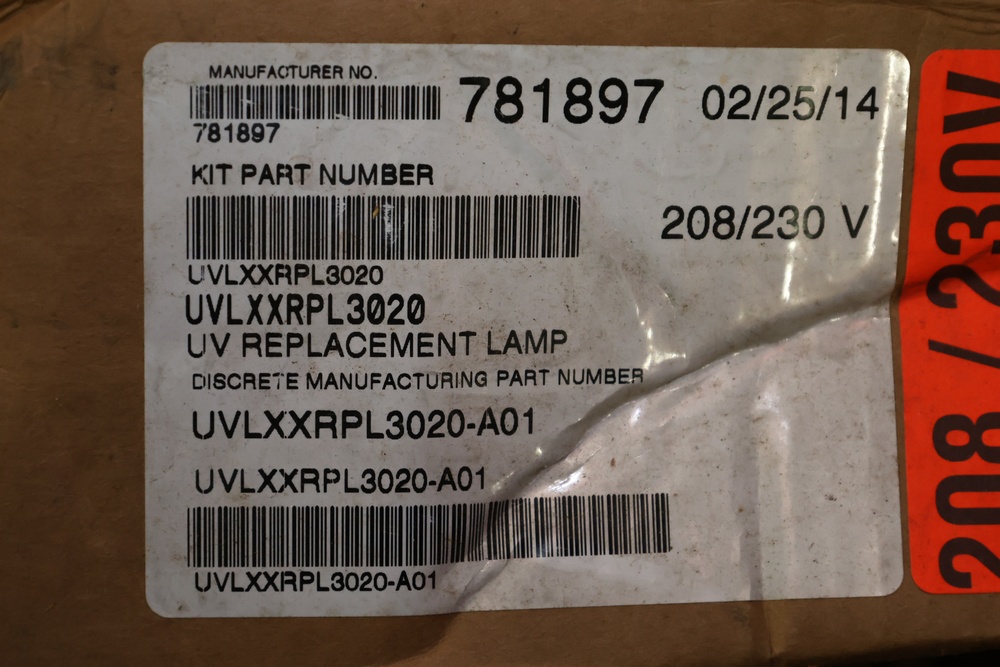 MANUFACTURER NO.
781897 02/25/14
781897
KIT PART NUMBER
208/230 V
UVLXXRPL3020
UVLXXRPL3020
UV REPLACEMENT LAMP
DISCRETE MANUFACTURING PART NUMBER
UVLXXRPL3020-A01
UVLXXRPL3020-A01
UVLXXRPL3020-A01
208 / 230V